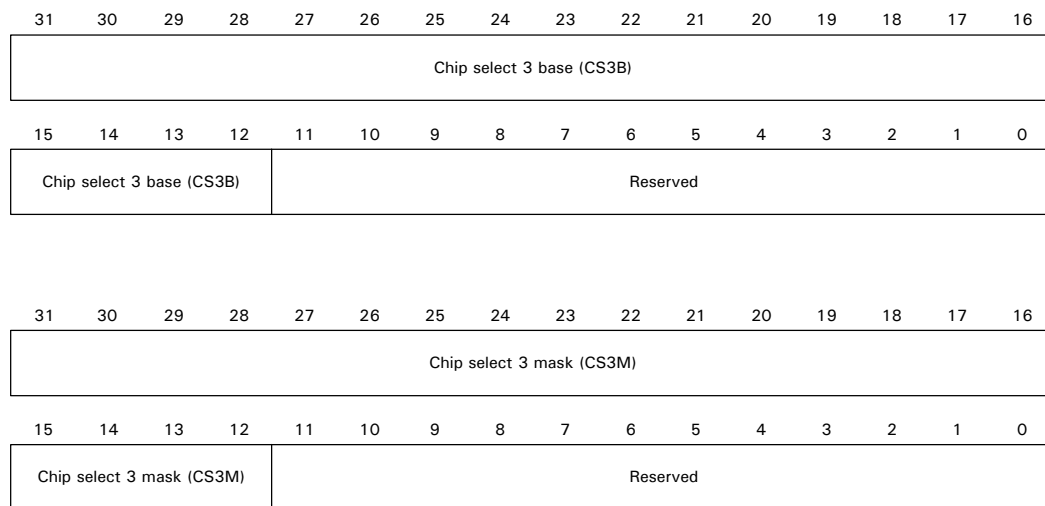 31 30 29 28 27 26 25 24 23 22 21 20 19 18 17 16
Chip select 3 base (CS3B)
15 14 13 12 11 10 9 8 7 6 5 4 3 2 1 0
Chip select 3 base (CS3B) Reserved
31 30 29 28 27 26 25 24 23 22 21 20 19 18 17 16
Chip select 3 mask (CS3M)
15 14 13 12 11 10 9 8 7 6 5 4 3 2 1 0
Chip select 3 mask (CS3M) Reserved